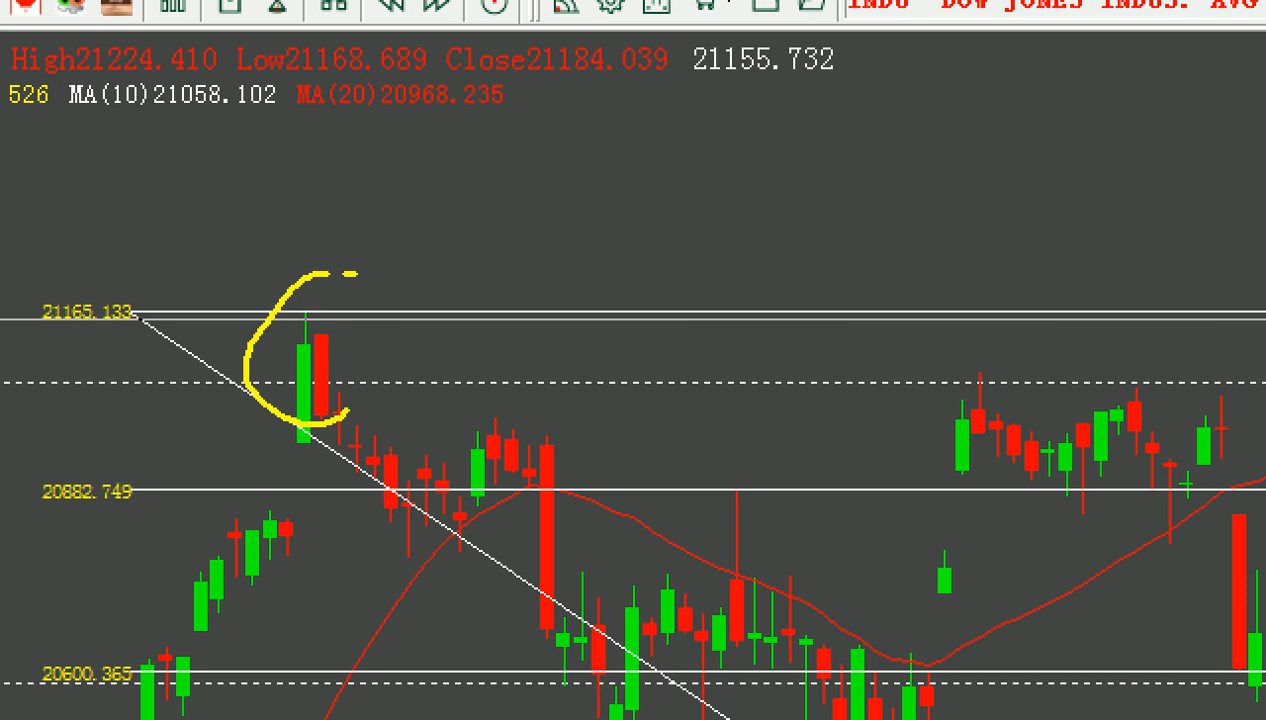 INDU DOW JONES INDUS. AVG
High21224.410 Low21168.689 Close21184.039 21155.732
526 MA(10)21058.102 MA(20)20968.235
21165.133
20882.749
20600.365